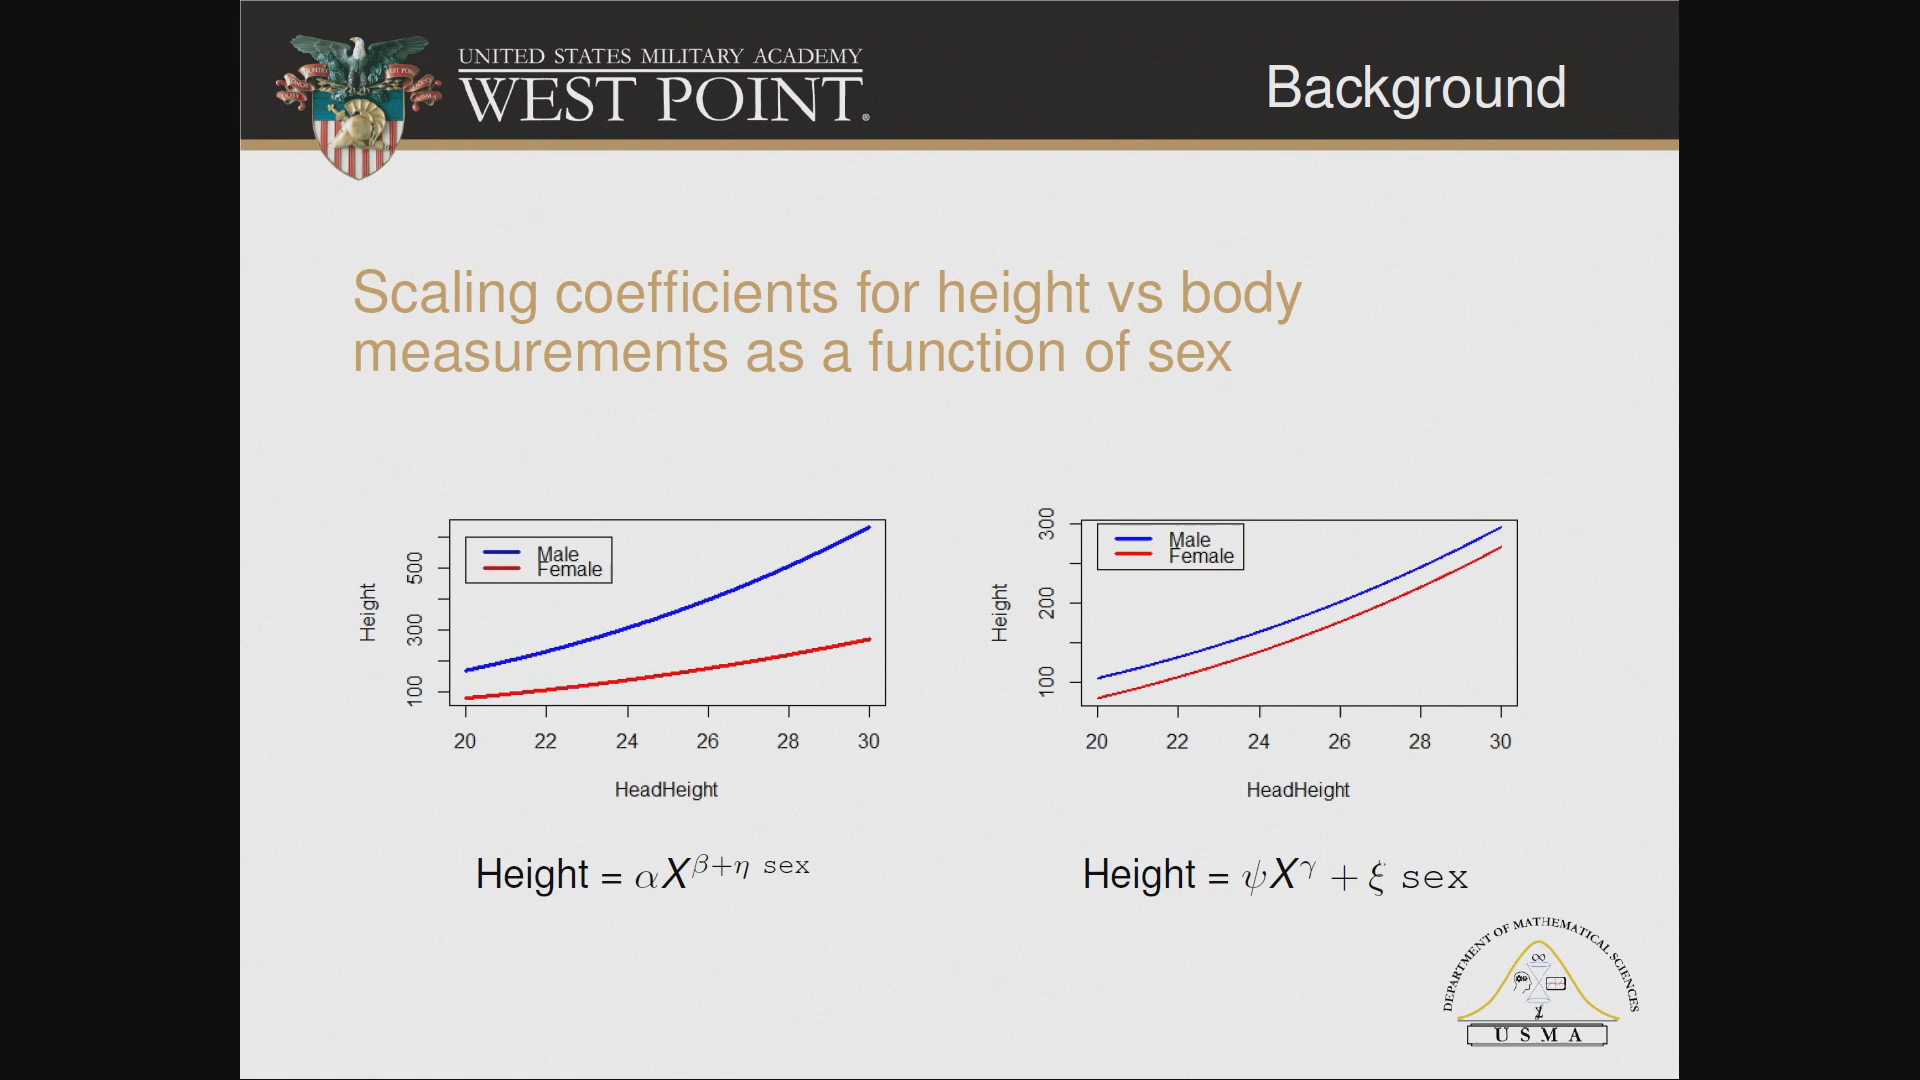 UNITED STATES MILITARY ACADEMY
WEST POINT®
Background
Scaling coefficients for height vs body
measurements as a function of sex
Height
100 300 500
Male
Female
20 22 24 26 28 30
HeadHeight
Height = αX^{β+η sex}
Height
100 200 300
Male
Female
20 22 24 26 28 30
HeadHeight
Height = ψX^γ + ξ sex
DEPARTMENT OF MATHEMATICAL SCIENCES
∞
USMA